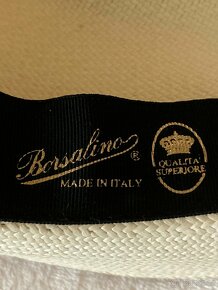 Borsalino®
MADE IN ITALY
QUALITA'
SUPERIORE